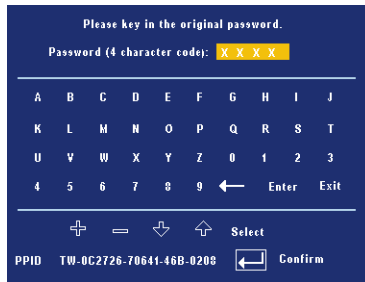 Please key in the original password.
Password (4 character code): X X X X
A B C D E F G H I J
K L M N O P Q R S T
U V W X Y Z 0 1 2 3
4 5 6 7 8 9 ← Enter Exit
Select
PPID TW-0C2726-70641-46B-0208 Confirm